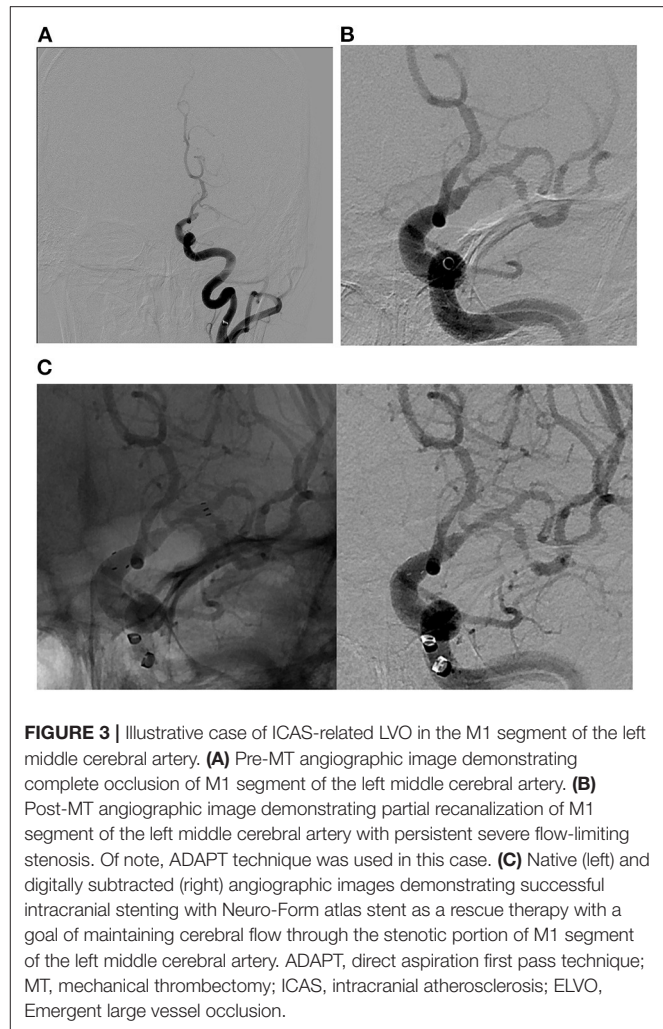 A
B
C
FIGURE 3 | Illustrative case of ICAS-related LVO in the M1 segment of the left
middle cerebral artery. (A) Pre-MT angiographic image demonstrating
complete occlusion of M1 segment of the left middle cerebral artery. (B)
Post-MT angiographic image demonstrating partial recanalization of M1
segment of the left middle cerebral artery with persistent severe flow-limiting
stenosis. Of note, ADAPT technique was used in this case. (C) Native (left) and
digitally subtracted (right) angiographic images demonstrating successful
intracranial stenting with Neuro-Form atlas stent as a rescue therapy with a
goal of maintaining cerebral flow through the stenotic portion of M1 segment
of the left middle cerebral artery. ADAPT, direct aspiration first pass technique;
MT, mechanical thrombectomy; ICAS, intracranial atherosclerosis; ELVO,
Emergent large vessel occlusion.